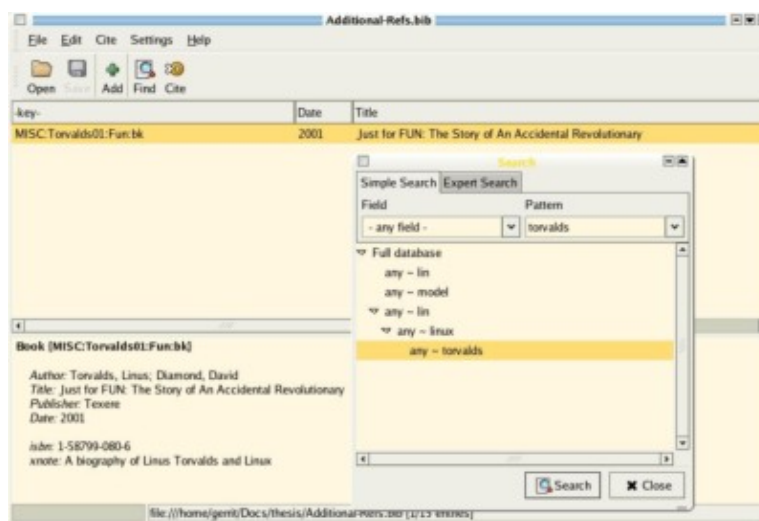 Additional-Refs.bib
File Edit Cite Settings Help
Open Save Add Find Cite
-key- Date Title
MISC:Torvalds01:Fun:bk 2001 Just for FUN: The Story of An Accidental Revolutionary
Search
Simple Search Expert Search
Field Pattern
- any field - torvalds
Full database
any ~ lin
any ~ model
any ~ lin
any ~ linux
any ~ torvalds
Search Close
Book [MISC:Torvalds01:Fun:bk]
Author: Torvalds, Linus; Diamond, David
Title: Just for FUN: The Story of An Accidental Revolutionary
Publisher: Texere
Date: 2001
isbn: 1-58799-080-6
xnote: A biography of Linus Torvalds and Linux
file:///home/gerrit/Docs/thesis/Additional-Refs.bib [1/15 entries]